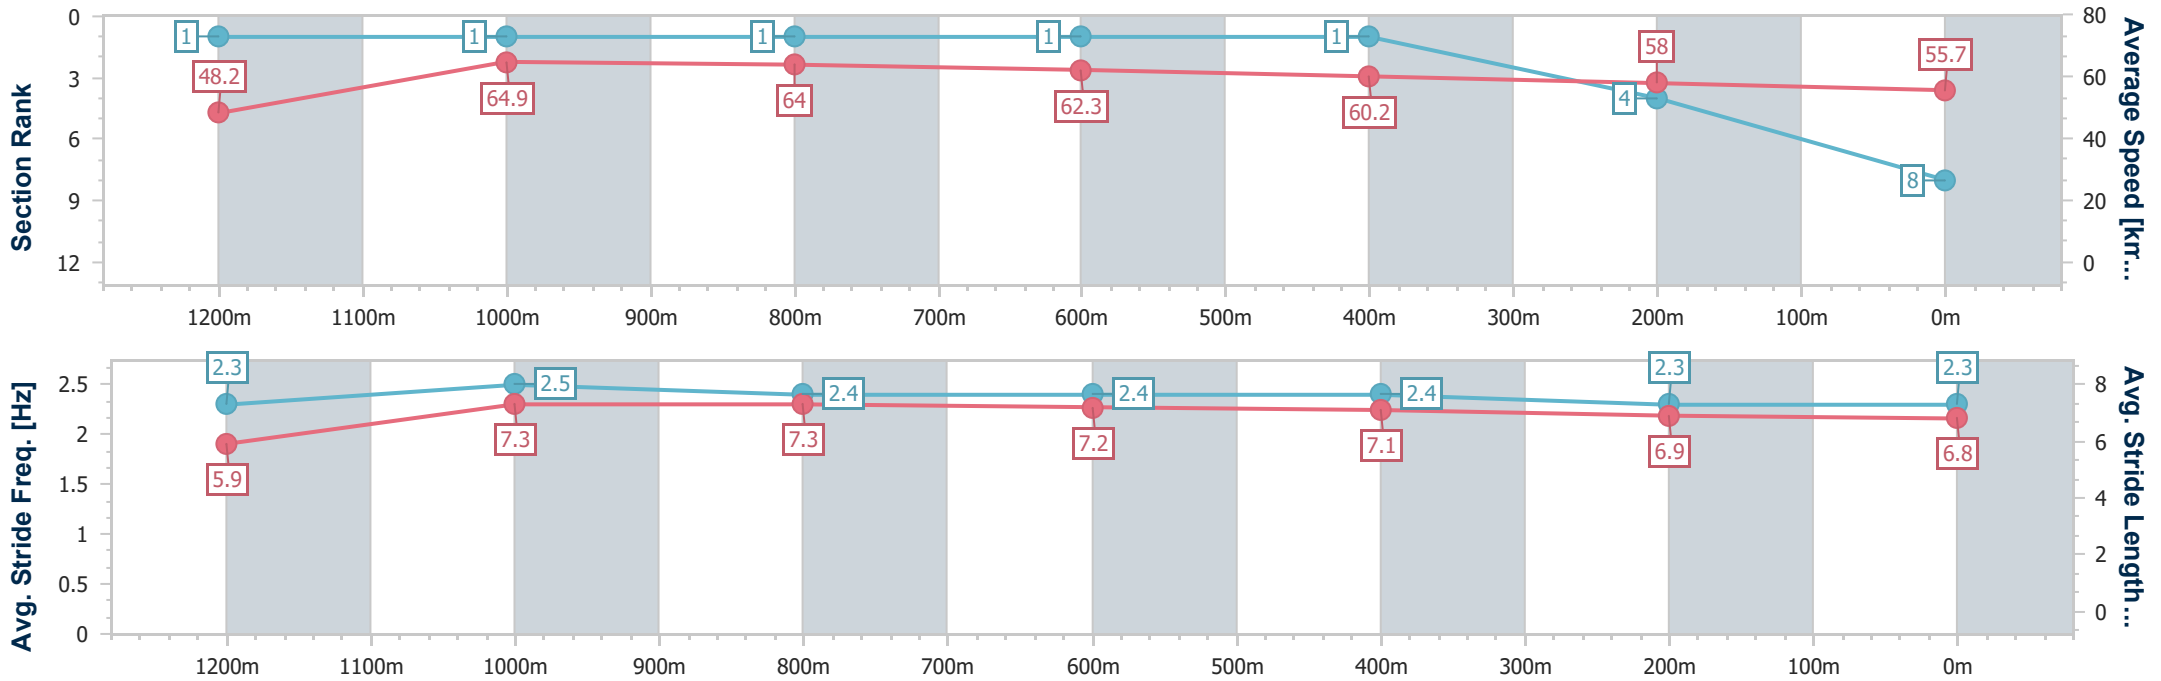 Section Rank
0
3
6
9
12
1
1
1
1
1
4
8
48.2
64.9
64
62.3
60.2
58
55.7
80
60
40
20
0
Average Speed [km...
1200m
1100m
1000m
900m
800m
700m
600m
500m
400m
300m
200m
100m
0m
Avg. Stride Freq. [Hz]
2.5
2
1.5
1
0.5
0
2.3
2.5
2.4
2.4
2.4
2.3
2.3
5.9
7.3
7.3
7.2
7.1
6.9
6.8
8
6
4
2
0
Avg. Stride Length...
1200m
1100m
1000m
900m
800m
700m
600m
500m
400m
300m
200m
100m
0m